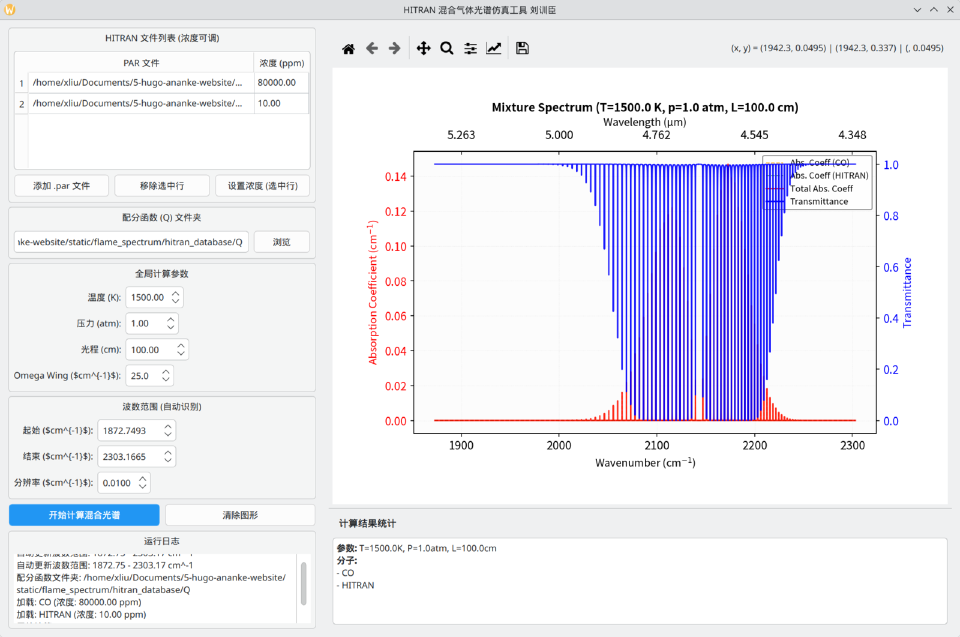 HITRAN 混合气体光谱仿真工具 刘训臣
HITRAN 文件列表 (浓度可调)
PAR 文件
浓度 (ppm)
1 /home/xliu/Documents/5-hugo-ananke-website/... 80000.00
2 /home/xliu/Documents/5-hugo-ananke-website/... 10.00
添加 .par 文件
移除选中行
设置浓度 (选中行)
配分函数 (Q) 文件夹
ke-website/static/flame_spectrum/hitran_database/Q
浏览
全局计算参数
温度 (K): 1500.00
压力 (atm): 1.00
光程 (cm): 100.00
Omega Wing ($cm^{-1}$): 25.0
波数范围 (自动识别)
起始 ($cm^{-1}$): 1872.7493
结束 ($cm^{-1}$): 2303.1665
分辨率 ($cm^{-1}$): 0.0100
开始计算混合光谱
清除图形
运行日志
自动更新波数范围: 1872.75 - 2303.17 cm^-1
自动更新波数范围: 1872.75 - 2303.17 cm^-1
配分函数文件夹: /home/xliu/Documents/5-hugo-ananke-website/
static/flame_spectrum/hitran_database/Q
加载: CO (浓度: 80000.00 ppm)
加载: HITRAN (浓度: 10.00 ppm)
(x, y) = (1942.3, 0.0495) | (1942.3, 0.337) | (, 0.0495)
Mixture Spectrum (T=1500.0 K, p=1.0 atm, L=100.0 cm)
Wavelength (μm)
5.263 5.000 4.762 4.545 4.348
Abs. Coeff (CO)
Abs. Coeff (HITRAN)
Total Abs. Coeff
Transmittance
Absorption Coefficient (cm⁻¹)
0.14
0.12
0.10
0.08
0.06
0.04
0.02
0.00
1.0
0.8
0.6
0.4
0.2
0.0
Transmittance
1900 2000 2100 2200 2300
Wavenumber (cm⁻¹)
计算结果统计
参数: T=1500.0K, P=1.0atm, L=100.0cm
分子:
- CO
- HITRAN